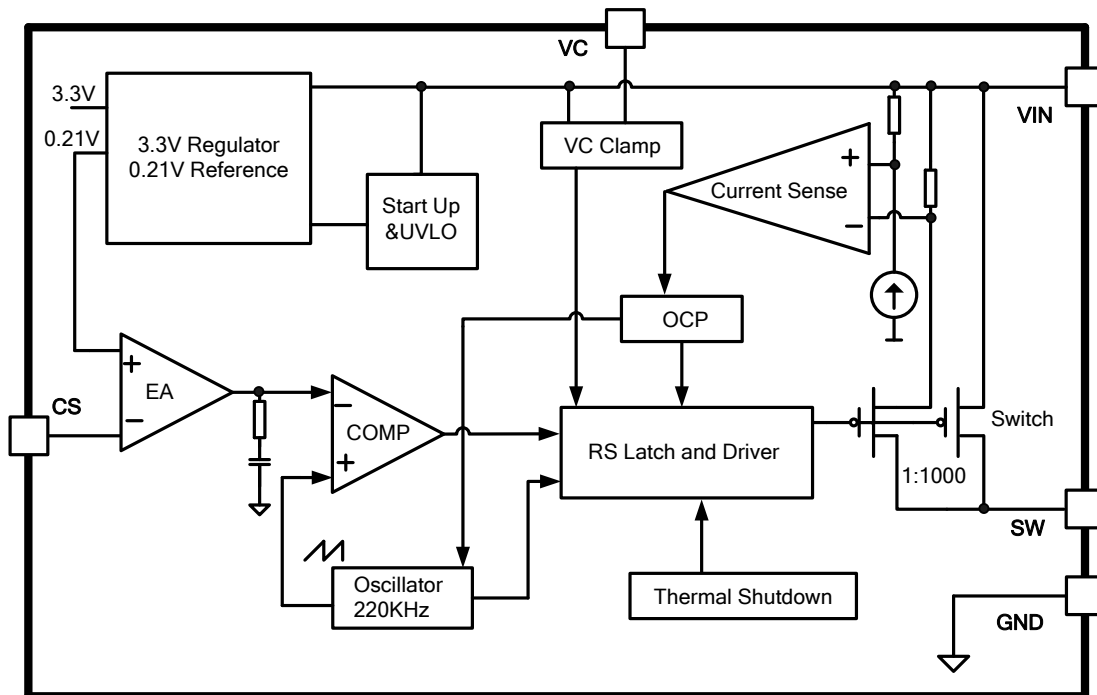 VC
3.3V
0.21V
3.3V Regulator
0.21V Reference
Start Up
&UVLO
VC Clamp
VIN
+
Current Sense
−
OCP
CS
+
EA
−
−
COMP
+
RS Latch and Driver
Switch
1:1000
SW
Oscillator
220KHz
Thermal Shutdown
GND